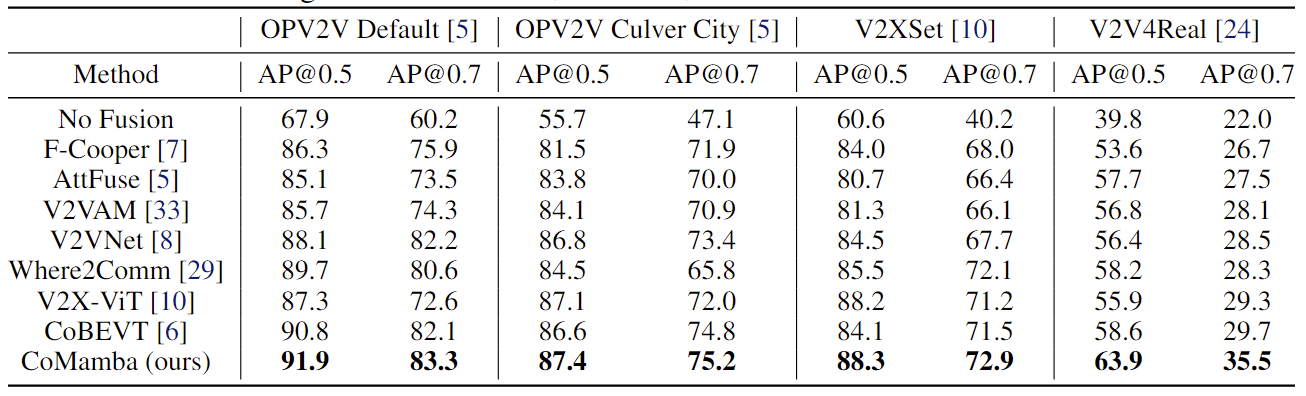 OPV2V Default [5] OPV2V Culver City [5] V2XSet [10] V2V4Real [24]
Method AP@0.5 AP@0.7 AP@0.5 AP@0.7 AP@0.5 AP@0.7 AP@0.5 AP@0.7
No Fusion 67.9 60.2 55.7 47.1 60.6 40.2 39.8 22.0
F-Cooper [7] 86.3 75.9 81.5 71.9 84.0 68.0 53.6 26.7
AttFuse [5] 85.1 73.5 83.8 70.0 80.7 66.4 57.7 27.5
V2VAM [33] 85.7 74.3 84.1 70.9 81.3 66.1 56.8 28.1
V2VNet [8] 88.1 82.2 86.8 73.4 84.5 67.7 56.4 28.5
Where2Comm [29] 89.7 80.6 84.5 65.8 85.5 72.1 58.2 28.3
V2X-ViT [10] 87.3 72.6 87.1 72.0 88.2 71.2 55.9 29.3
CoBEVT [6] 90.8 82.1 86.6 74.8 84.1 71.5 58.6 29.7
CoMamba (ours) 91.9 83.3 87.4 75.2 88.3 72.9 63.9 35.5